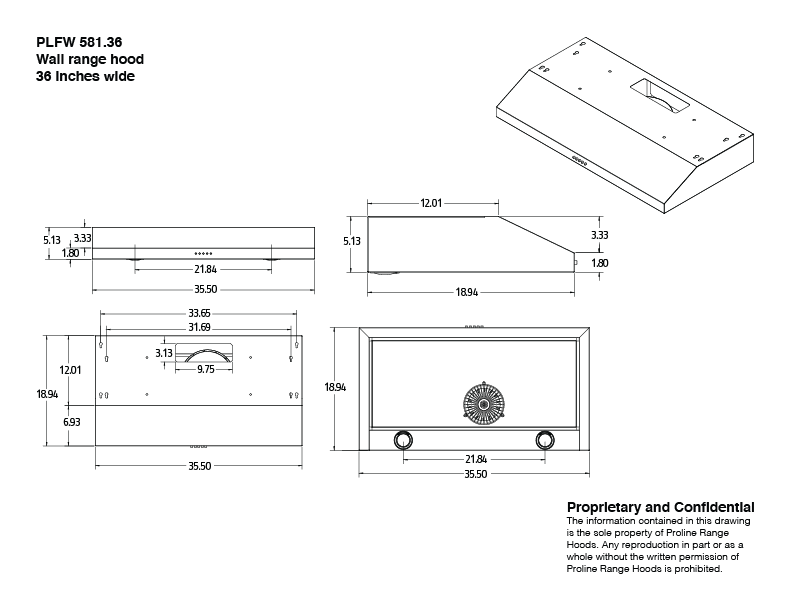 PLFW 581.36
Wall range hood
36 Inches wide
12.01
5.13
3.33
1.80
21.84
35.50
5.13
3.33
1.80
18.94
33.65
31.69
3.13
9.75
12.01
18.94
6.93
35.50
18.94
21.84
35.50
Proprietary and Confidential
The information contained in this drawing
is the sole property of Proline Range
Hoods. Any reproduction in part or as a
whole without the written permission of
Proline Range Hoods is prohibited.